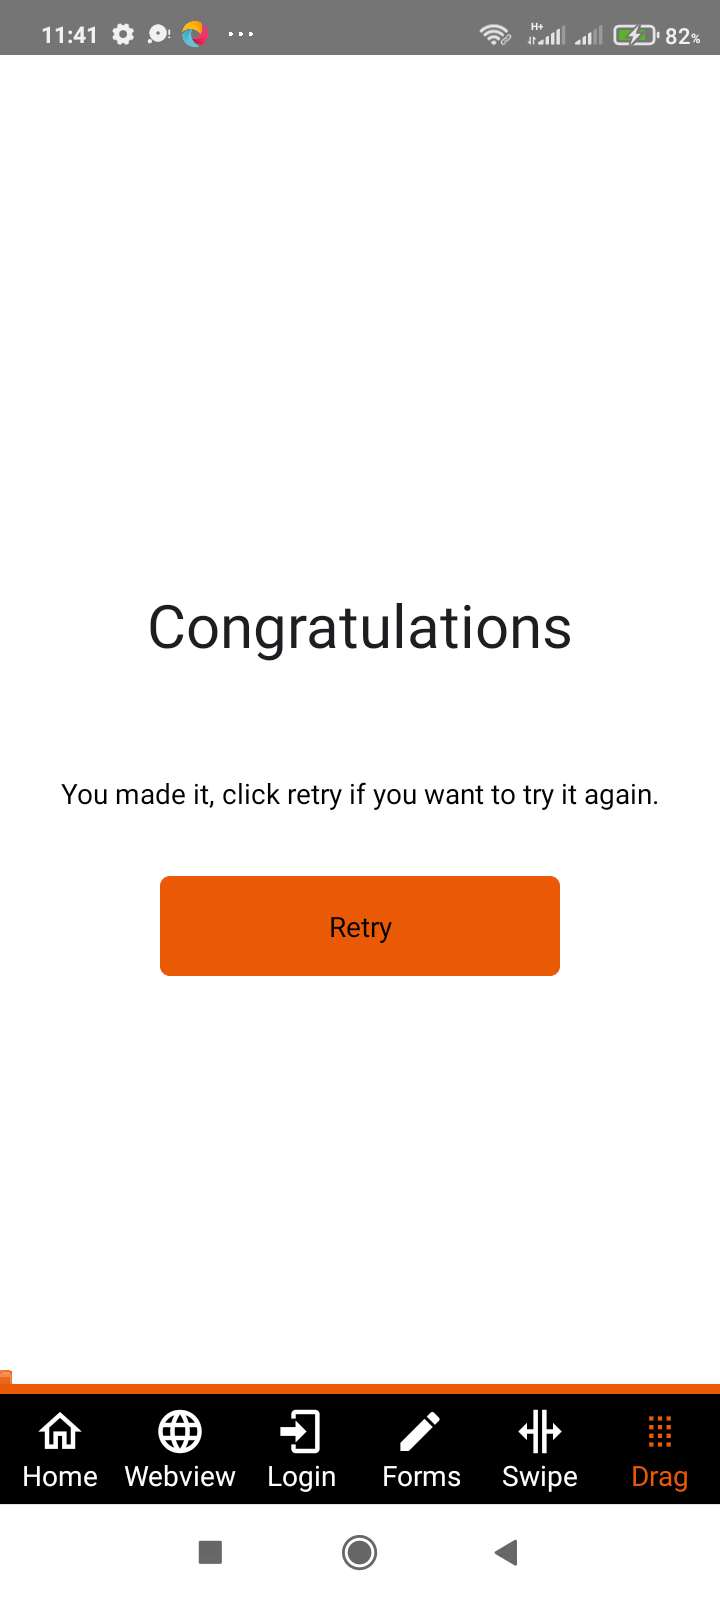 11:41
H+
82%
Congratulations
You made it, click retry if you want to try it again.
Retry
Home Webview Login Forms Swipe Drag